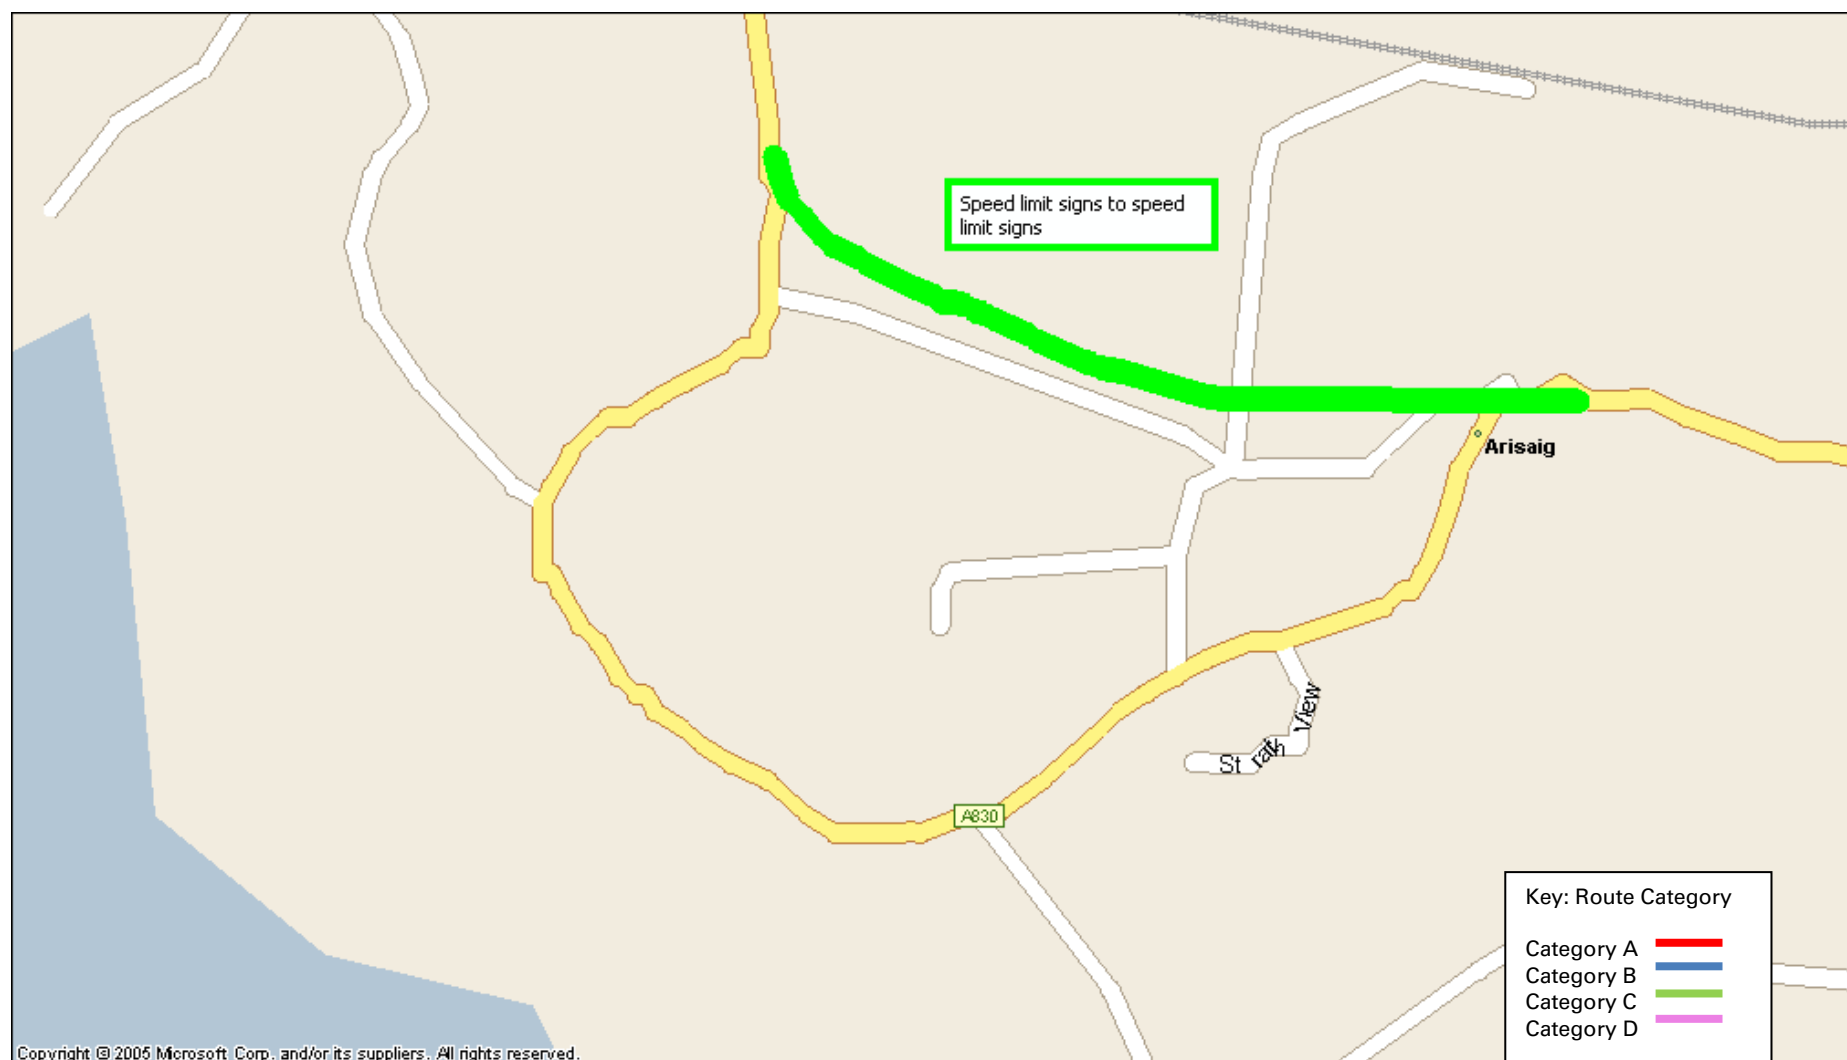 Speed limit signs to speed
limit signs
Arisaig
Strath View
A830
Key: Route Category
Category A
Category B
Category C
Category D
Copyright © 2005 Microsoft Corp. and/or its suppliers. All rights reserved.